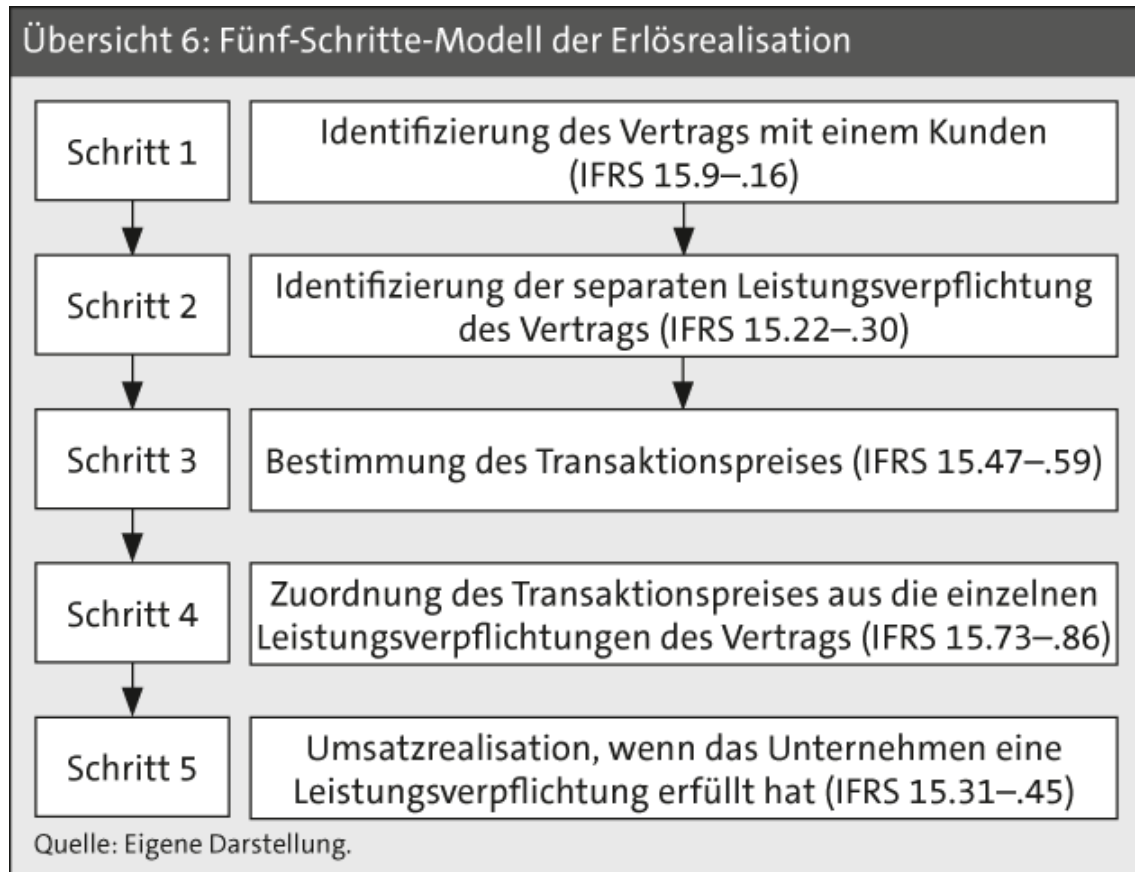 Übersicht 6: Fünf-Schritte-Modell der Erlösrealisation
Schritt 1
Identifizierung des Vertrags mit einem Kunden
(IFRS 15.9–.16)
Schritt 2
Identifizierung der separaten Leistungsverpflichtung
des Vertrags (IFRS 15.22–.30)
Schritt 3
Bestimmung des Transaktionspreises (IFRS 15.47–.59)
Schritt 4
Zuordnung des Transaktionspreises aus die einzelnen
Leistungsverpflichtungen des Vertrags (IFRS 15.73–.86)
Schritt 5
Umsatzrealisation, wenn das Unternehmen eine
Leistungsverpflichtung erfüllt hat (IFRS 15.31–.45)
Quelle: Eigene Darstellung.